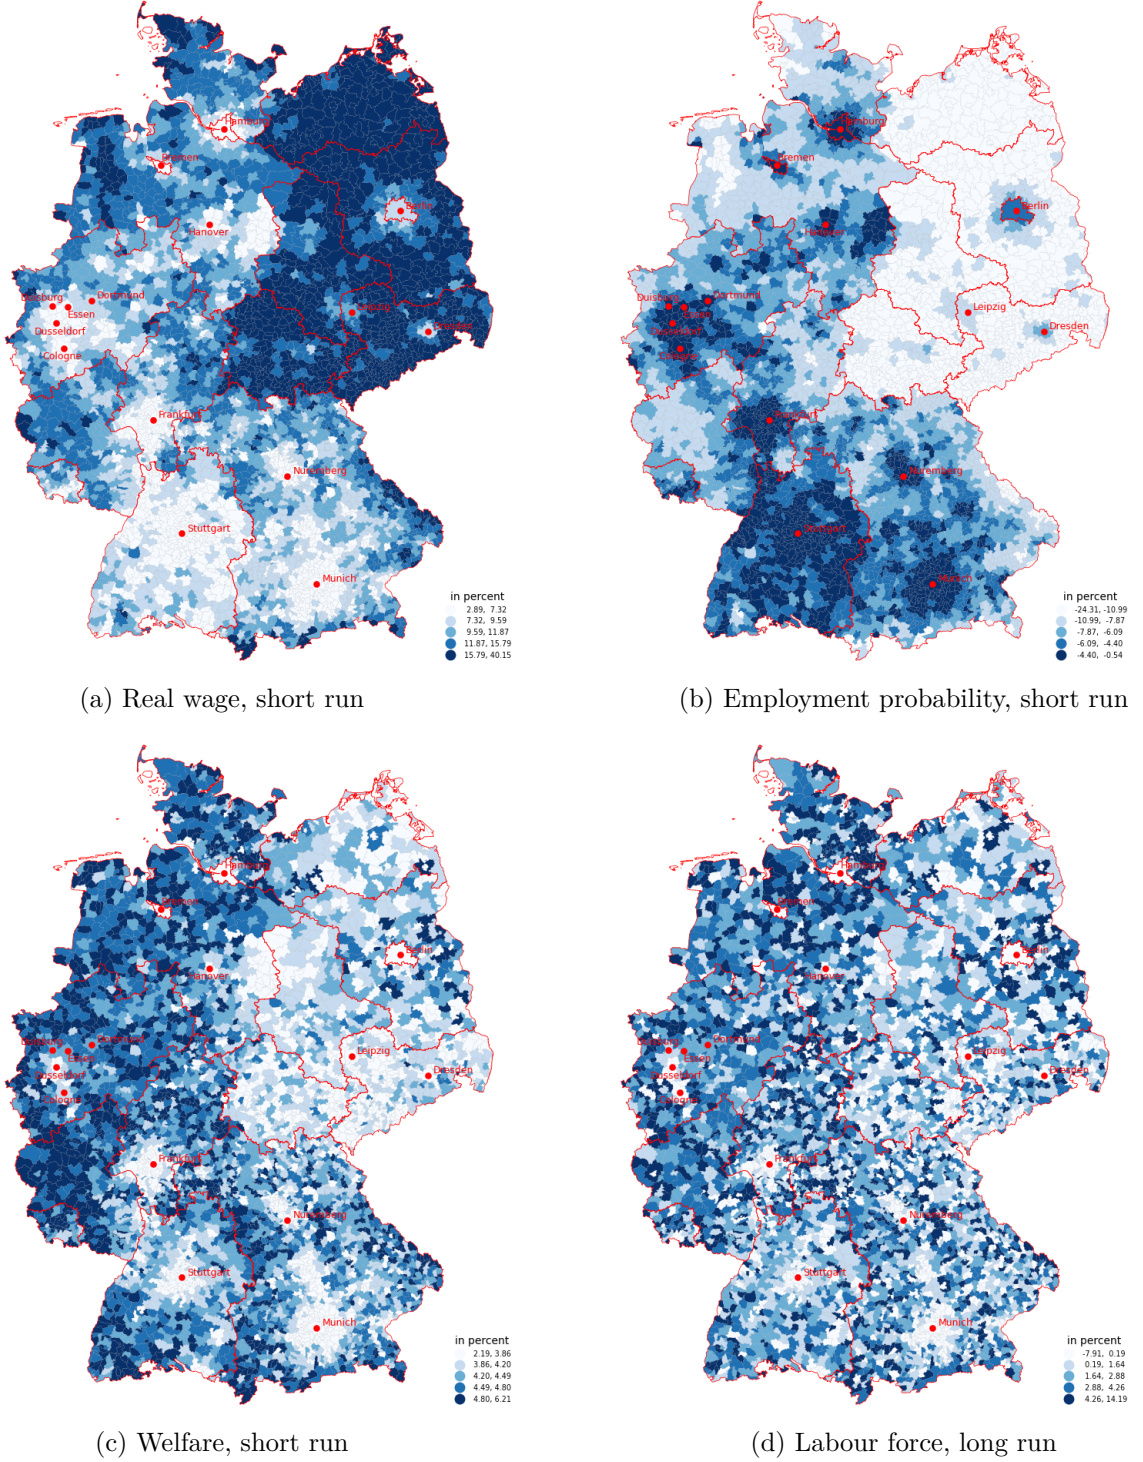 Hamburg
Bremen
Berlin
Hanover
Duisburg
Dortmund
Essen
Dusseldorf
Cologne
Leipzig
Dresden
Frankfurt
Nuremberg
Stuttgart
Munich
in percent
2.89, 7.32
7.32, 9.59
9.59, 11.87
11.87, 15.79
15.79, 40.15
(a) Real wage, short run
Hamburg
Bremen
Berlin
Hanover
Duisburg
Dortmund
Essen
Dusseldorf
Cologne
Leipzig
Dresden
Frankfurt
Nuremberg
Stuttgart
Munich
in percent
-24.31, -10.99
-10.99, -7.87
-7.87, -6.09
-6.09, -4.40
-4.40, -0.54
(b) Employment probability, short run
Hamburg
Bremen
Berlin
Hanover
Duisburg
Dortmund
Essen
Dusseldorf
Cologne
Leipzig
Dresden
Frankfurt
Nuremberg
Stuttgart
Munich
in percent
2.19, 3.86
3.86, 4.20
4.20, 4.49
4.49, 4.80
4.80, 6.21
(c) Welfare, short run
Hamburg
Bremen
Berlin
Hanover
Duisburg
Dortmund
Essen
Dusseldorf
Cologne
Leipzig
Dresden
Frankfurt
Nuremberg
Stuttgart
Munich
in percent
-7.91, 0.19
0.19, 1.64
1.64, 2.88
2.88, 4.26
4.26, 14.19
(d) Labour force, long run